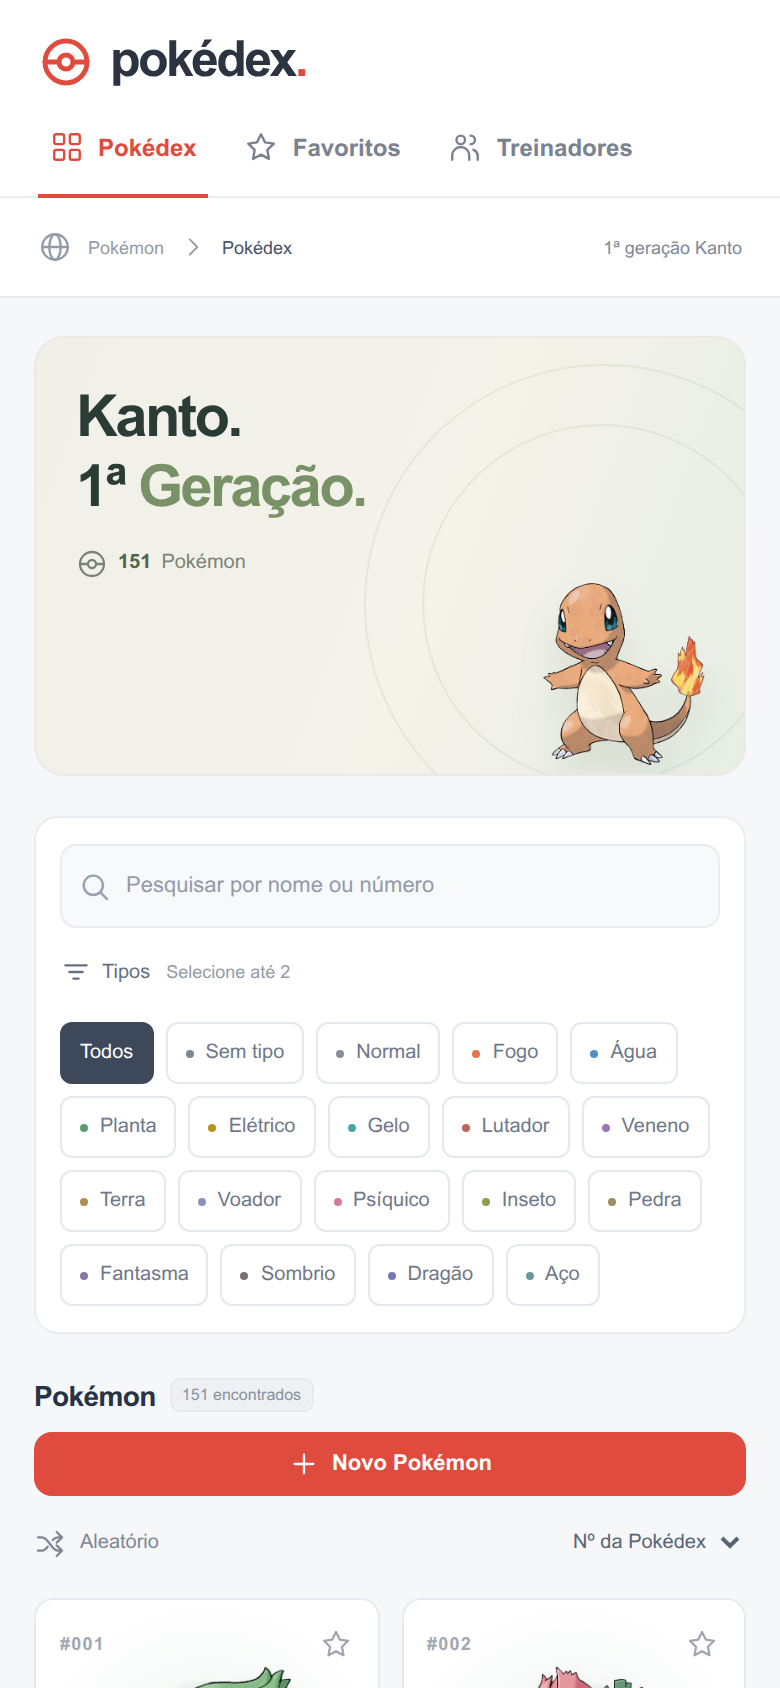 pokédex.
Pokédex Favoritos Treinadores
Pokémon Pokédex 1ª geração Kanto
Kanto.
1ª Geração.
151 Pokémon
Pesquisar por nome ou número
Tipos Selecione até 2
Todos Sem tipo Normal Fogo Água
Planta Elétrico Gelo Lutador Veneno
Terra Voador Psíquico Inseto Pedra
Fantasma Sombrio Dragão Aço
Pokémon 151 encontrados
Novo Pokémon
Aleatório Nº da Pokédex
#001 #002